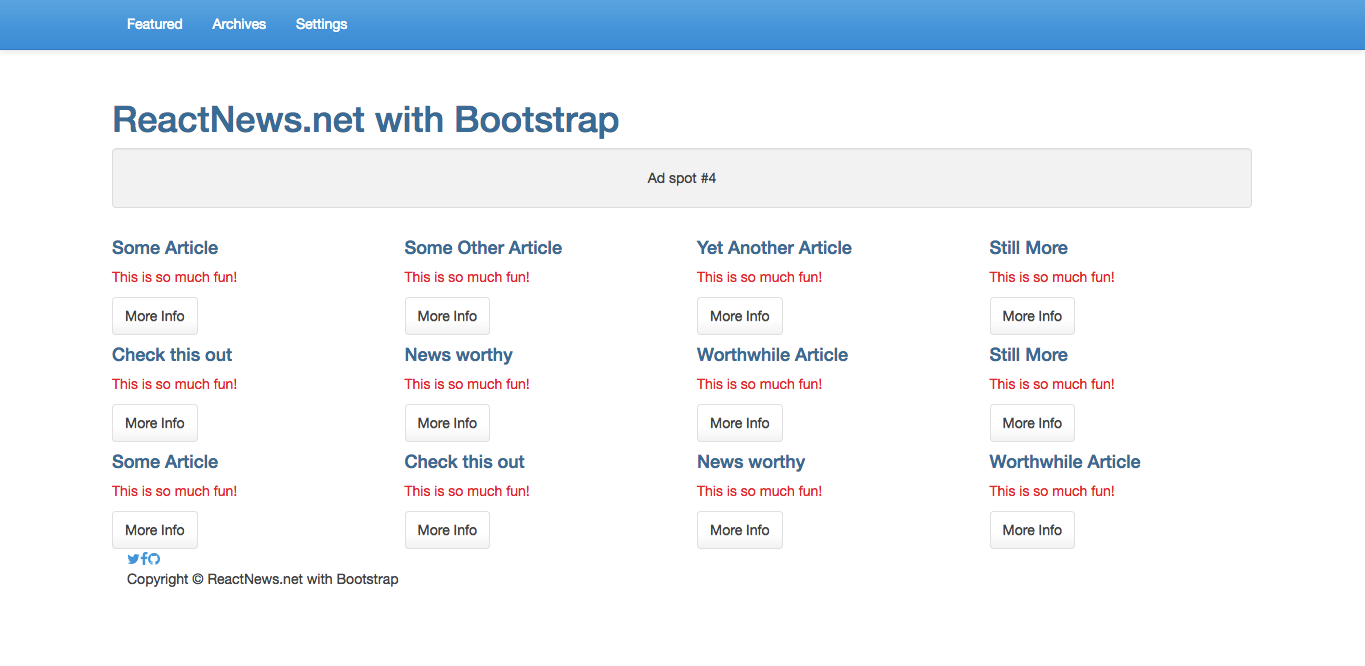 Featured Archives Settings
ReactNews.net with Bootstrap
Ad spot #4
Some Article Some Other Article Yet Another Article Still More
This is so much fun! This is so much fun! This is so much fun! This is so much fun!
More Info More Info More Info More Info
Check this out News worthy Worthwhile Article Still More
This is so much fun! This is so much fun! This is so much fun! This is so much fun!
More Info More Info More Info More Info
Some Article Check this out News worthy Worthwhile Article
This is so much fun! This is so much fun! This is so much fun! This is so much fun!
More Info More Info More Info More Info
Copyright © ReactNews.net with Bootstrap